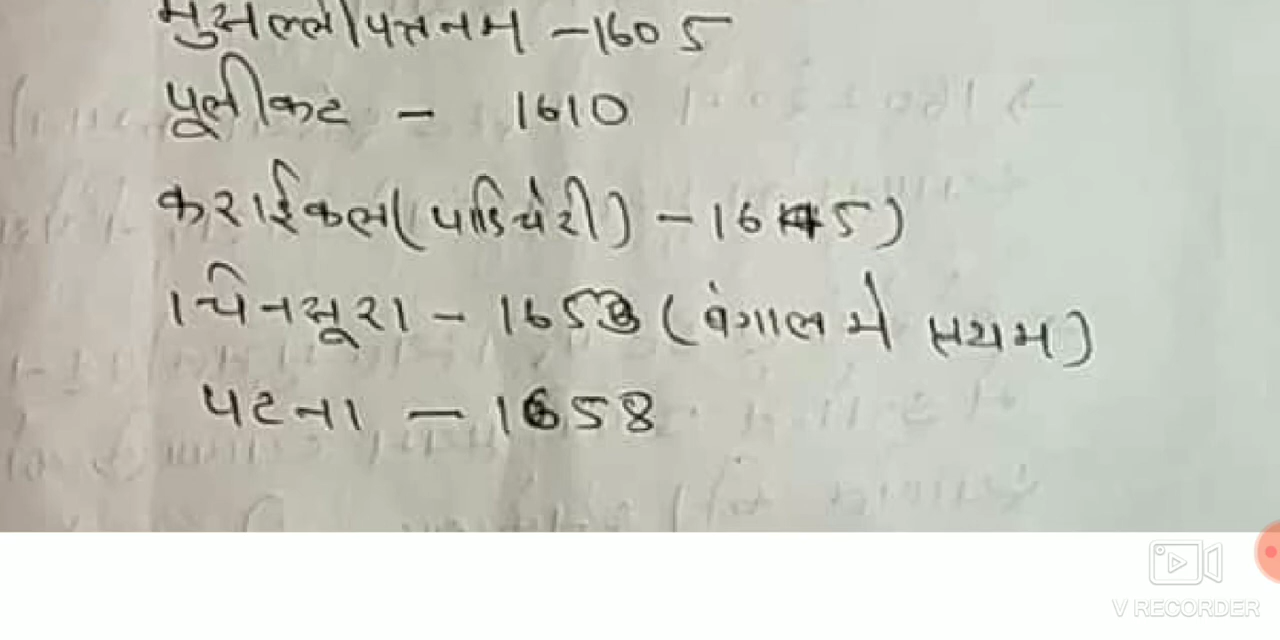 मुसल्लीपत्तनम - 1605
पूलीकट - 1610
कराईकल (पांडिचेरी) - 1645)
चिनसूरा - 1653 (बंगाल में प्रथम)
पटना - 1658
V RECORDER